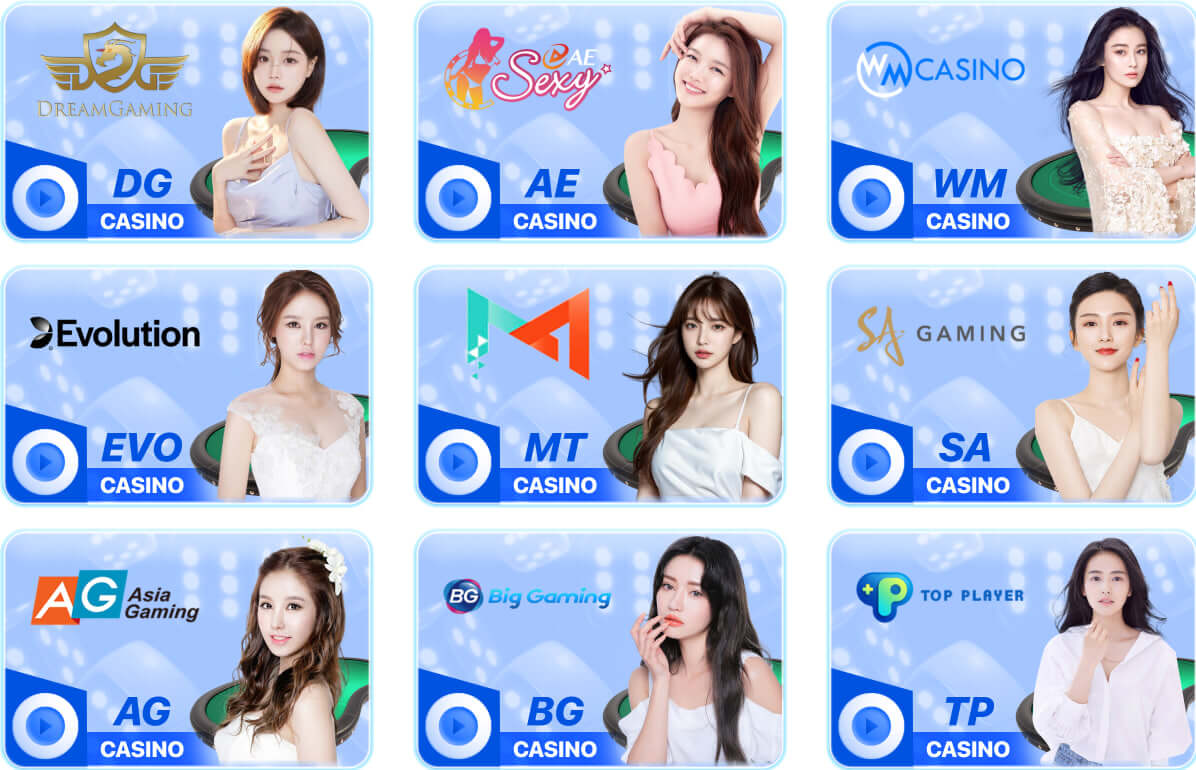 DREAMGAMING
DG
CASINO
AE
Sexy
AE
CASINO
WM CASINO
WM
CASINO
Evolution
EVO
CASINO
MT
CASINO
SA GAMING
SA
CASINO
AG Asia
Gaming
AG
CASINO
BG Big Gaming
BG
CASINO
TOP PLAYER
TP
CASINO